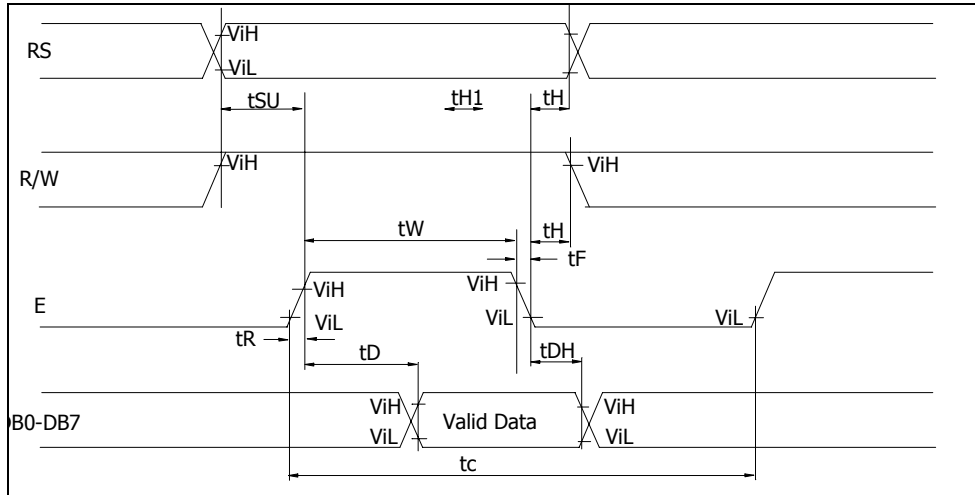 RS
ViH
ViL
tSU
tH1
tH
R/W
ViH
ViH
tW
tH
tF
E
ViH
ViH
ViL
ViL
ViL
tR
tD
tDH
DB0-DB7
ViH
ViL
Valid Data
ViH
ViL
tc